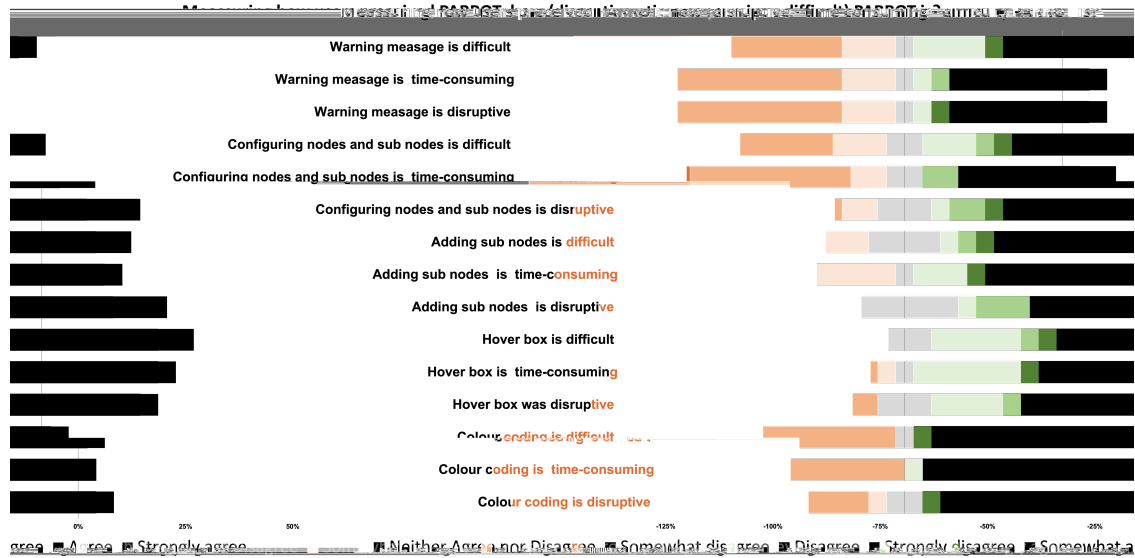 PARROT
Warning measage is difficult
Warning measage is time-consuming
Warning measage is disruptive
Configuring nodes and sub nodes is difficult
Configuring nodes and sub nodes is time-consuming
Configuring nodes and sub nodes is disruptive
Adding sub nodes is difficult
Adding sub nodes is time-consuming
Adding sub nodes is disruptive
Hover box is difficult
Hover box is time-consuming
Hover box was disruptive
Colour coding is difficult
Colour coding is time-consuming
Colour coding is disruptive
0% 25% 50% -125% -100% -75% -50% -25%
gree Agree Strongly agree Neither Agree nor Disagree Somewhat disagree Disagree Strongly disagree Somewhat a